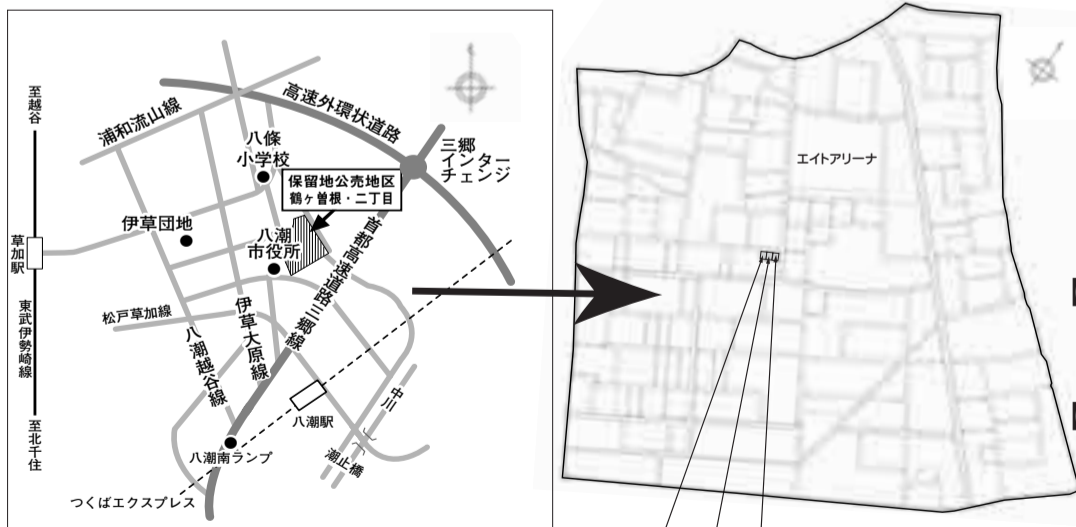 至越谷
草加駅
東武伊勢崎線
至北千住
浦和流山線
高速外環状道路
八條
小学校
三郷
インター
チェンジ
保留地公売地区
鶴ヶ曽根・二丁目
伊草団地
八潮
市役所
首都高速道路三郷線
松戸草加線
八潮越谷線
伊草大原線
八潮駅
中川
潮止橋
八潮南ランプ
つくばエクスプレス
エイトアリーナ